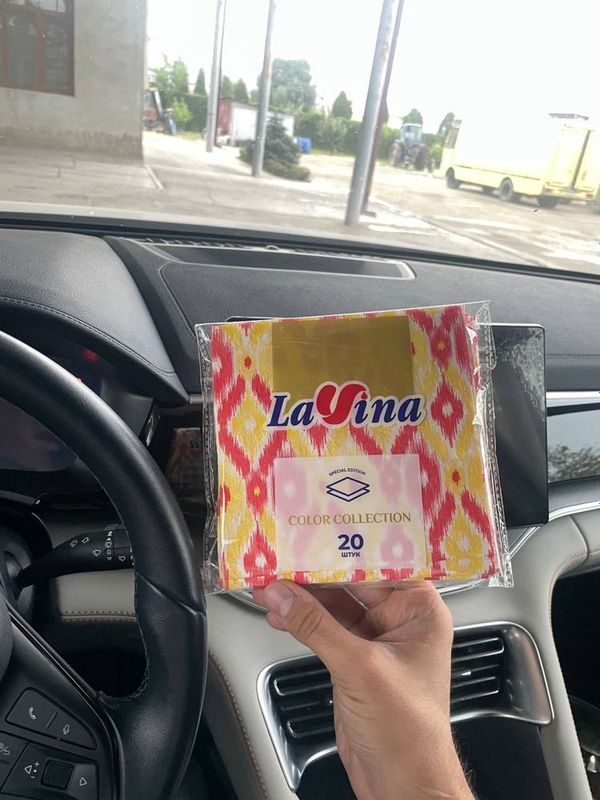 LaVina
SPECIAL EDITION
COLOR COLLECTION
20
ШТУК